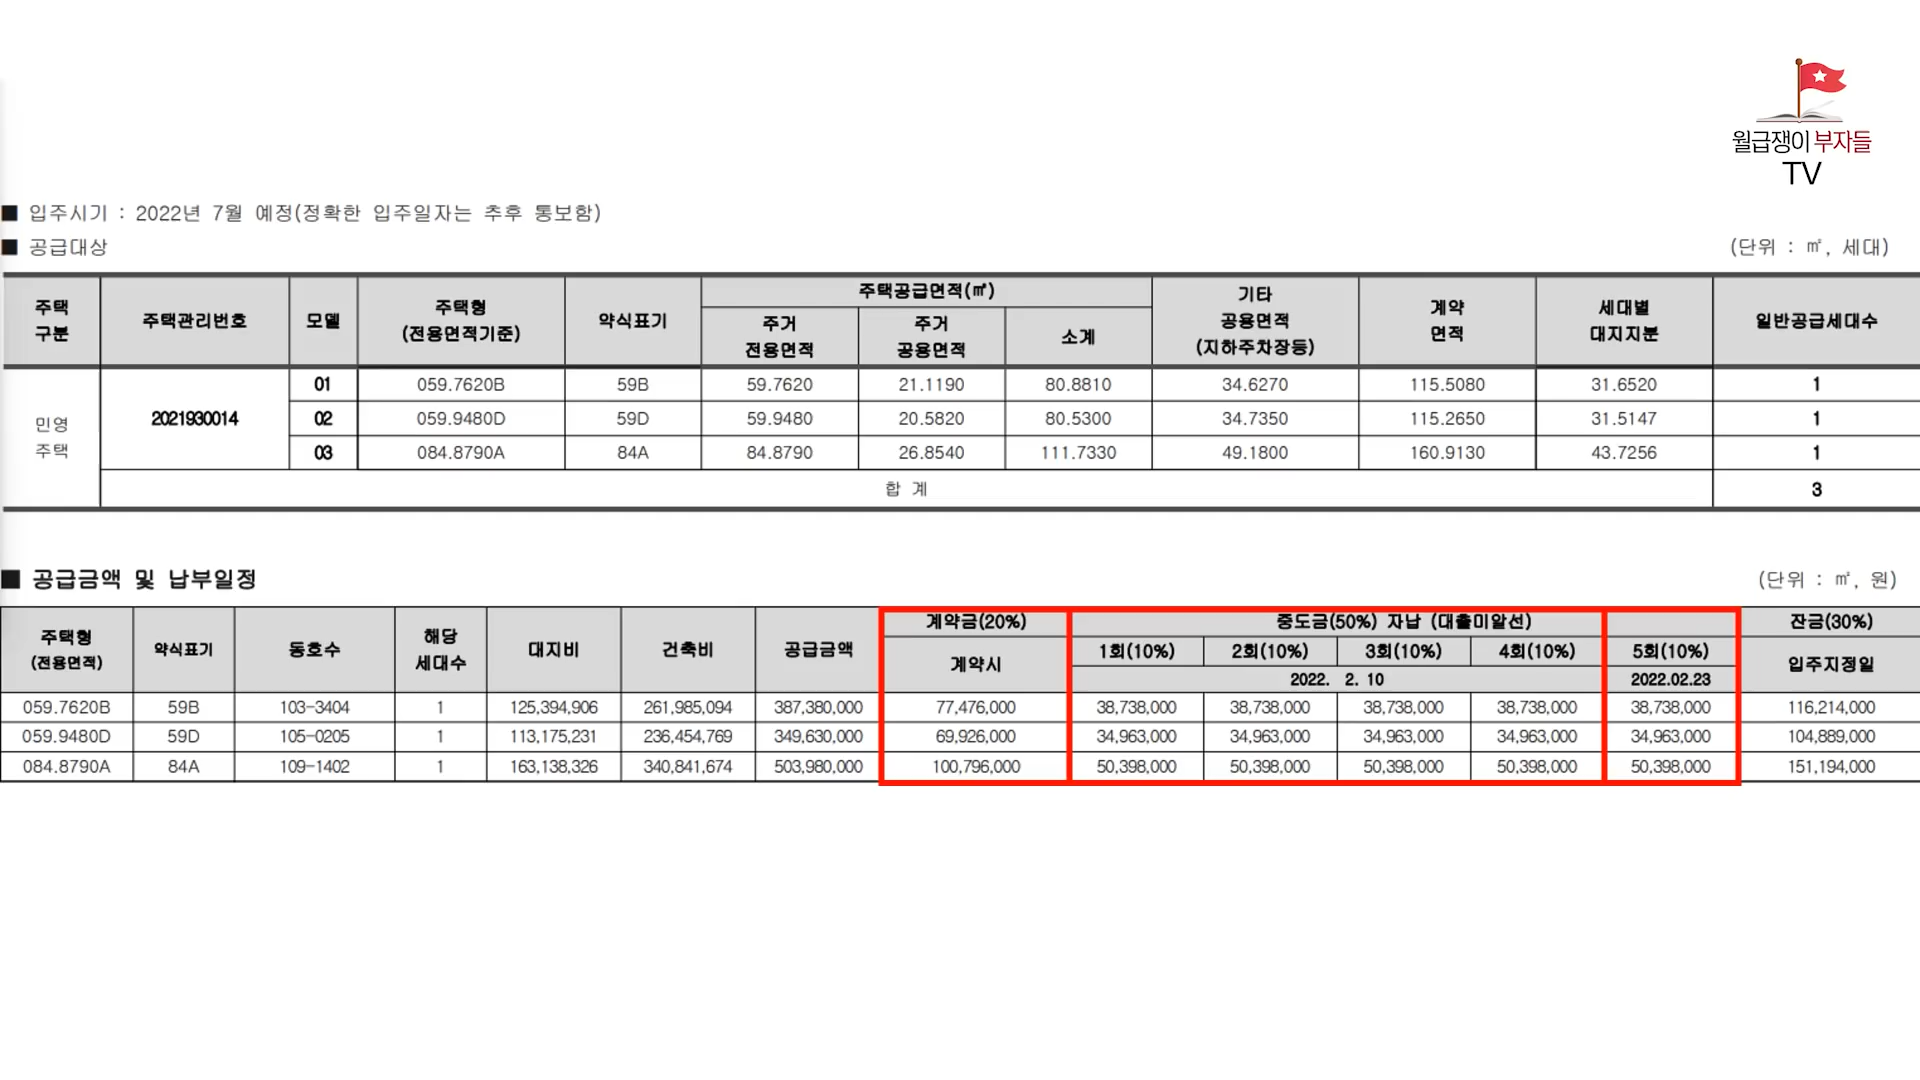 월급쟁이 부자들
TV
■ 입주시기 : 2022년 7월 예정(정확한 입주일자는 추후 통보함)
■ 공급대상 (단위 : ㎡, 세대)
주택 구분 주택관리번호 모델 주택형 (전용면적기준) 약식표기 주택공급면적(㎡) 주거 전용면적 주거 공용면적 소계 기타 공용면적 (지하주차장등) 계약 면적 세대별 대지지분 일반공급세대수
민영 주택 2021930014
01 059.7620B 59B 59.7620 21.1190 80.8810 34.6270 115.5080 31.6520 1
02 059.9480D 59D 59.9480 20.5820 80.5300 34.7350 115.2650 31.5147 1
03 084.8790A 84A 84.8790 26.8540 111.7330 49.1800 160.9130 43.7256 1
합 계 3
■ 공급금액 및 납부일정 (단위 : ㎡, 원)
주택형 (전용면적) 약식표기 동호수 해당 세대수 대지비 건축비 공급금액 계약금(20%) 계약시 중도금(50%) 자납 (대출미알선) 잔금(30%) 입주지정일
1회(10%) 2회(10%) 3회(10%) 4회(10%) 5회(10%)
2022. 2. 10 2022.02.23
059.7620B 59B 103-3404 1 125,394,906 261,985,094 387,380,000 77,476,000 38,738,000 38,738,000 38,738,000 38,738,000 38,738,000 116,214,000
059.9480D 59D 105-0205 1 113,175,231 236,454,769 349,630,000 69,926,000 34,963,000 34,963,000 34,963,000 34,963,000 34,963,000 104,889,000
084.8790A 84A 109-1402 1 163,138,326 340,841,674 503,980,000 100,796,000 50,398,000 50,398,000 50,398,000 50,398,000 50,398,000 151,194,000